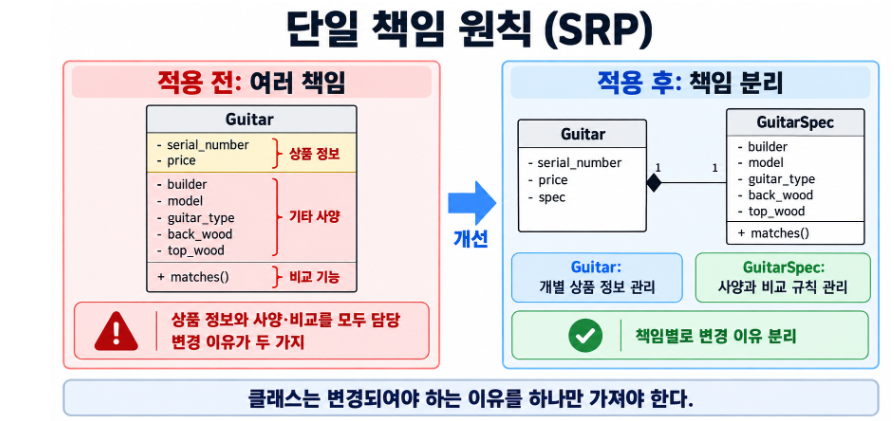 단일 책임 원칙 (SRP)
적용 전: 여러 책임
Guitar
- serial_number
- price
상품 정보
- builder
- model
- guitar_type
- back_wood
- top_wood
기타 사양
+ matches()
비교 기능
상품 정보와 사양·비교를 모두 담당
변경 이유가 두 가지
개선
적용 후: 책임 분리
Guitar
- serial_number
- price
- spec
1
1
GuitarSpec
- builder
- model
- guitar_type
- back_wood
- top_wood
+ matches()
Guitar:
개별 상품 정보 관리
GuitarSpec:
사양과 비교 규칙 관리
책임별로 변경 이유 분리
클래스는 변경되여야 하는 이유를 하나만 가져야 한다.